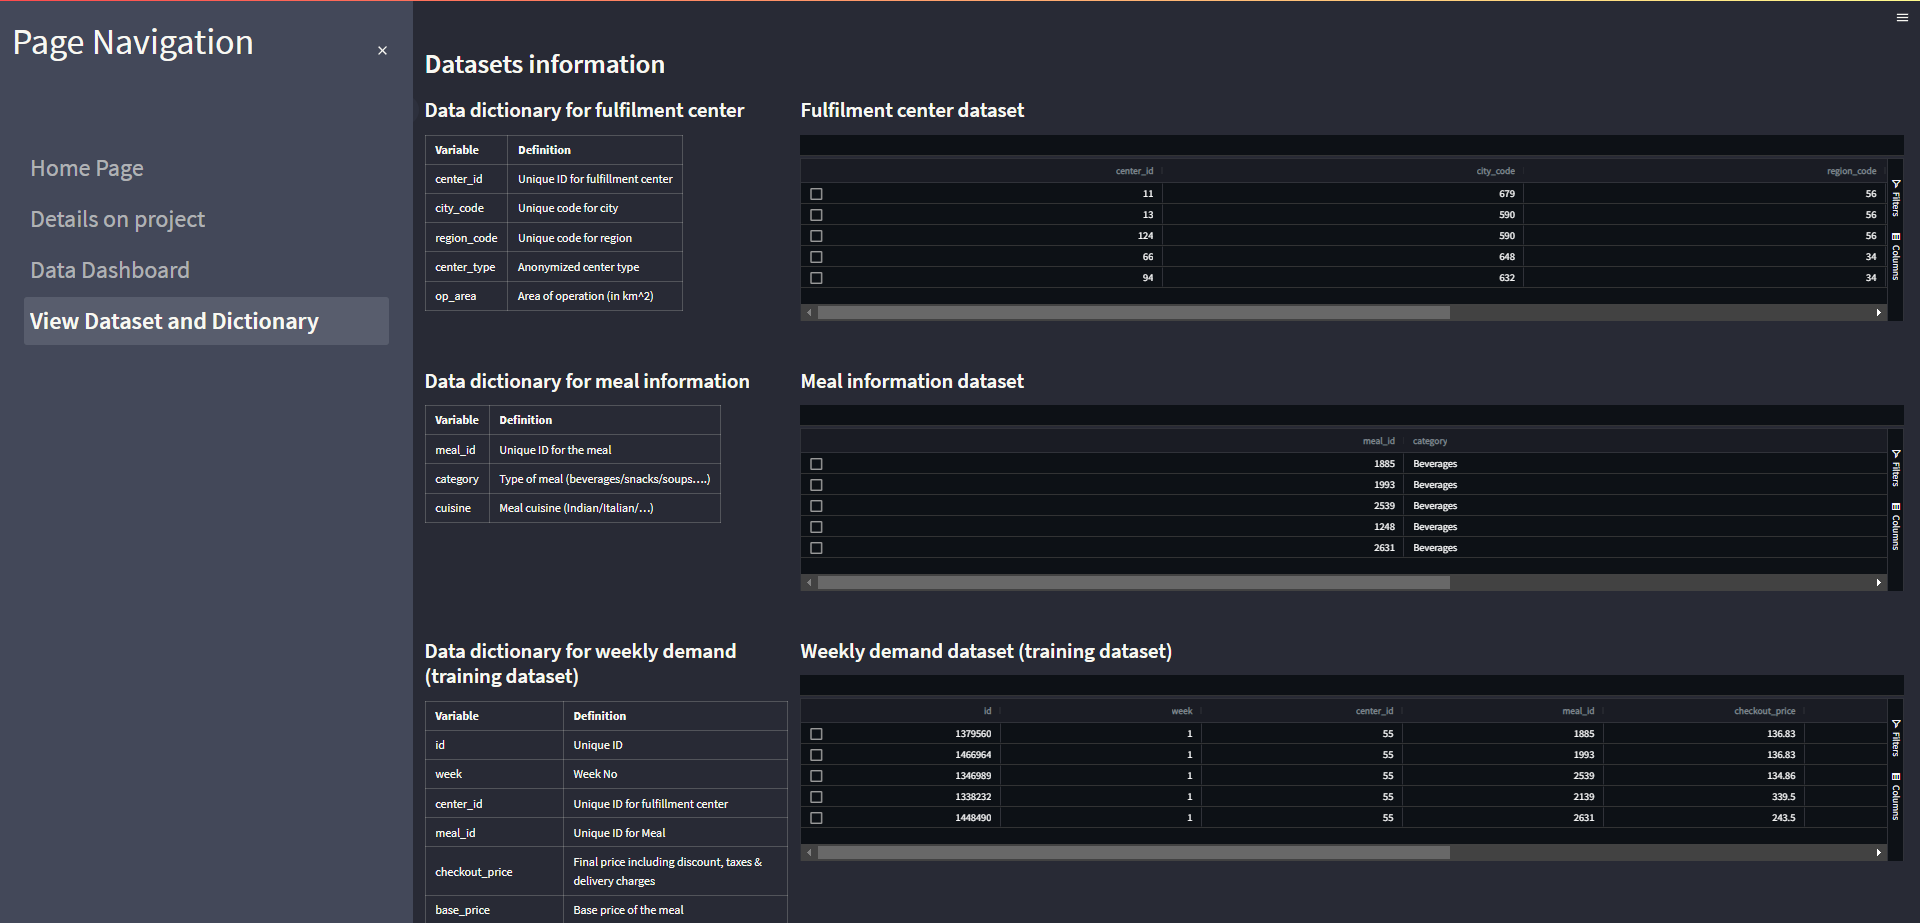 Page Navigation
×
Home Page
Details on project
Data Dashboard
View Dataset and Dictionary
Datasets information
Data dictionary for fulfilment center
Variable Definition
center_id Unique ID for fulfillment center
city_code Unique code for city
region_code Unique code for region
center_type Anonymized center type
op_area Area of operation (in km^2)
Fulfilment center dataset
center_id city_code region_code
11 679 56
13 590 56
124 590 56
66 648 34
94 632 34
Filters
Columns
Data dictionary for meal information
Variable Definition
meal_id Unique ID for the meal
category Type of meal (beverages/snacks/soups….)
cuisine Meal cuisine (Indian/Italian/…)
Meal information dataset
meal_id category
1885 Beverages
1993 Beverages
2539 Beverages
1248 Beverages
2631 Beverages
Filters
Columns
Data dictionary for weekly demand
(training dataset)
Variable Definition
id Unique ID
week Week No
center_id Unique ID for fulfillment center
meal_id Unique ID for Meal
checkout_price Final price including discount, taxes &
delivery charges
base_price Base price of the meal
Weekly demand dataset (training dataset)
id week center_id meal_id checkout_price
1379560 1 55 1885 136.83
1466964 1 55 1993 136.83
1346989 1 55 2539 134.86
1338232 1 55 2139 339.5
1448490 1 55 2631 243.5
Filters
Columns